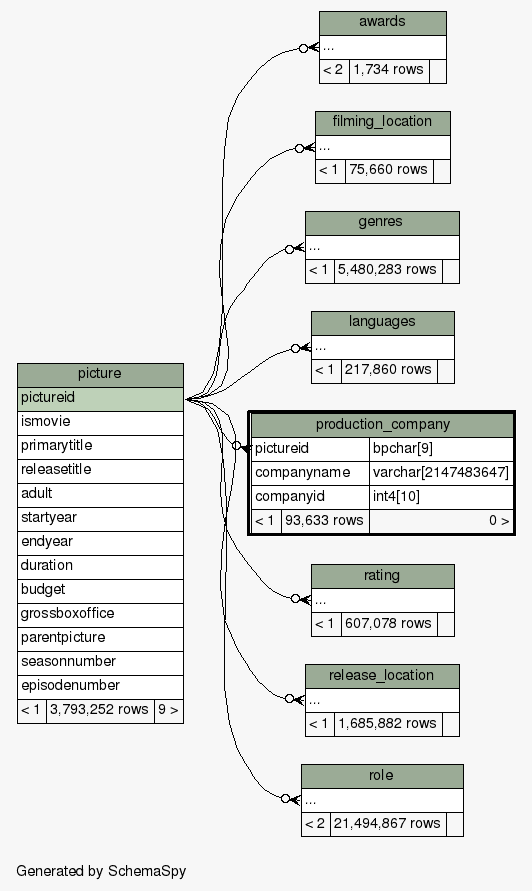 awards
...
< 2 1,734 rows
filming_location
...
< 1 75,660 rows
genres
...
< 1 5,480,283 rows
languages
...
< 1 217,860 rows
picture
pictureid
ismovie
primarytitle
releasetitle
adult
startyear
endyear
duration
budget
grossboxoffice
parentpicture
seasonnumber
episodenumber
< 1 3,793,252 rows 9 >
production_company
pictureid bpchar[9]
companyname varchar[2147483647]
companyid int4[10]
< 1 93,633 rows 0 >
rating
...
< 1 607,078 rows
release_location
...
< 1 1,685,882 rows
role
...
< 2 21,494,867 rows
Generated by SchemaSpy